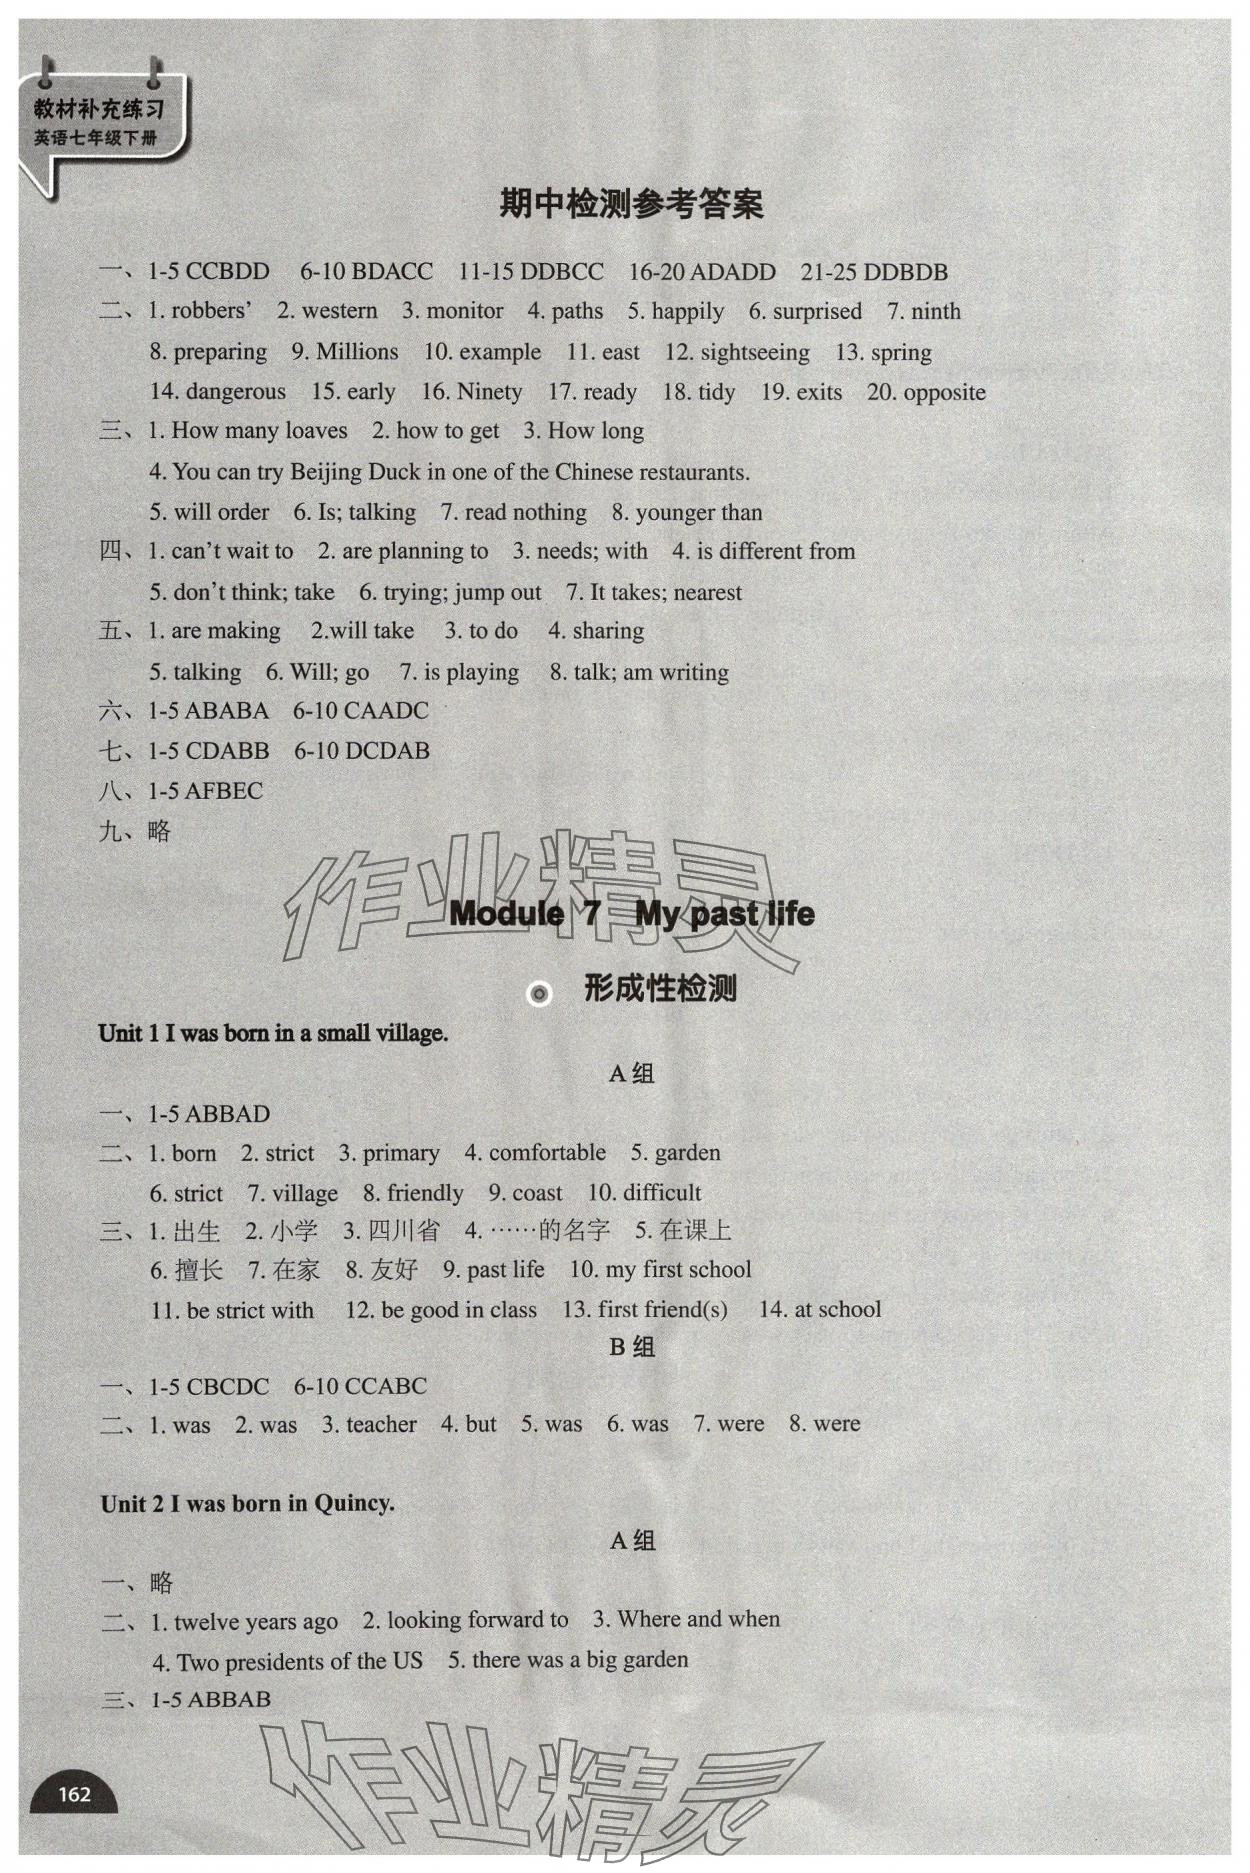 教材补充练习
英语七年级下册
期中检测参考答案
一、1-5 CCBDD 6-10 BDACC 11-15 DDBCC 16-20 ADADD 21-25 DDBDB
二、1. robbers’ 2. western 3. monitor 4. paths 5. happily 6. surprised 7. ninth
8. preparing 9. Millions 10. example 11. east 12. sightseeing 13. spring
14. dangerous 15. early 16. Ninety 17. ready 18. tidy 19. exits 20. opposite
三、1. How many loaves 2. how to get 3. How long
4. You can try Beijing Duck in one of the Chinese restaurants.
5. will order 6. Is; talking 7. read nothing 8. younger than
四、1. can’t wait to 2. are planning to 3. needs; with 4. is different from
5. don’t think; take 6. trying; jump out 7. It takes; nearest
五、1. are making 2.will take 3. to do 4. sharing
5. talking 6. Will; go 7. is playing 8. talk; am writing
六、1-5 ABABA 6-10 CAADC
七、1-5 CDABB 6-10 DCDAB
八、1-5 AFBEC
九、略
作业精灵
Module 7 My past life
形成性检测
Unit 1 I was born in a small village.
A 组
一、1-5 ABBAD
二、1. born 2. strict 3. primary 4. comfortable 5. garden
6. strict 7. village 8. friendly 9. coast 10. difficult
三、1. 出生 2. 小学 3. 四川省 4. ……的名字 5. 在课上
6. 擅长 7. 在家 8. 友好 9. past life 10. my first school
11. be strict with 12. be good in class 13. first friend(s) 14. at school
B 组
一、1-5 CBCDC 6-10 CCABC
二、1. was 2. was 3. teacher 4. but 5. was 6. was 7. were 8. were
Unit 2 I was born in Quincy.
A 组
一、略
二、1. twelve years ago 2. looking forward to 3. Where and when
4. Two presidents of the US 5. there was a big garden
三、1-5 ABBAB
作业精灵
162